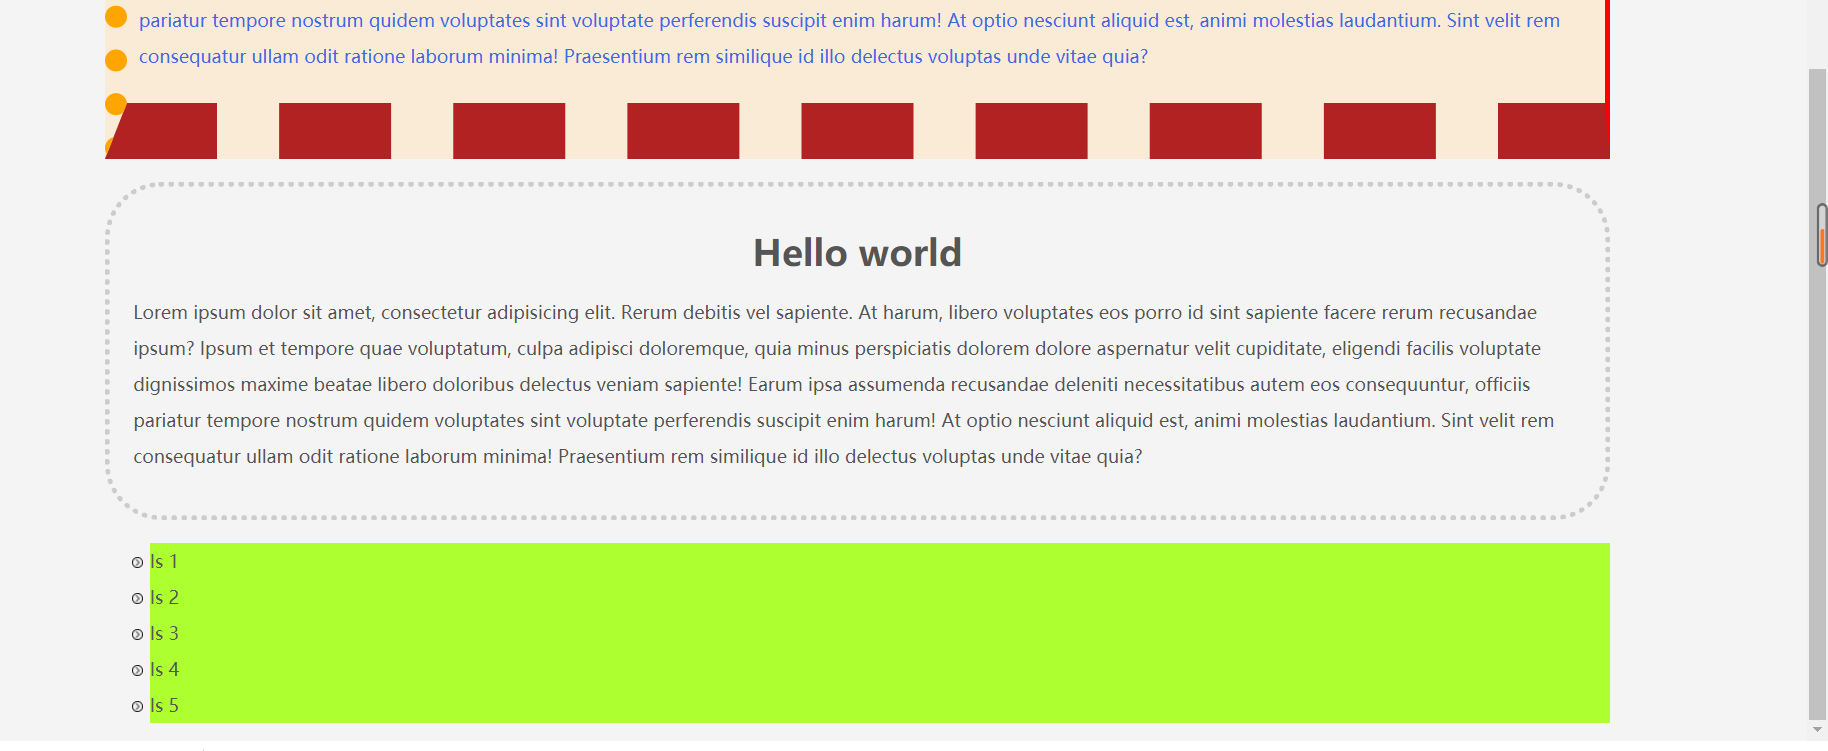 pariatur tempore nostrum quidem voluptates sint voluptate perferendis suscipit enim harum! At optio nesciunt aliquid est, animi molestias laudantium. Sint velit rem
consequatur ullam odit ratione laborum minima! Praesentium rem similique id illo delectus voluptas unde vitae quia?
Hello world
Lorem ipsum dolor sit amet, consectetur adipisicing elit. Rerum debitis vel sapiente. At harum, libero voluptates eos porro id sint sapiente facere rerum recusandae
ipsum? Ipsum et tempore quae voluptatum, culpa adipisci doloremque, quia minus perspiciatis dolorem dolore aspernatur velit cupiditate, eligendi facilis voluptate
dignissimos maxime beatae libero doloribus delectus veniam sapiente! Earum ipsa assumenda recusandae deleniti necessitatibus autem eos consequuntur, officiis
pariatur tempore nostrum quidem voluptates sint voluptate perferendis suscipit enim harum! At optio nesciunt aliquid est, animi molestias laudantium. Sint velit rem
consequatur ullam odit ratione laborum minima! Praesentium rem similique id illo delectus voluptas unde vitae quia?
ls 1
ls 2
ls 3
ls 4
ls 5